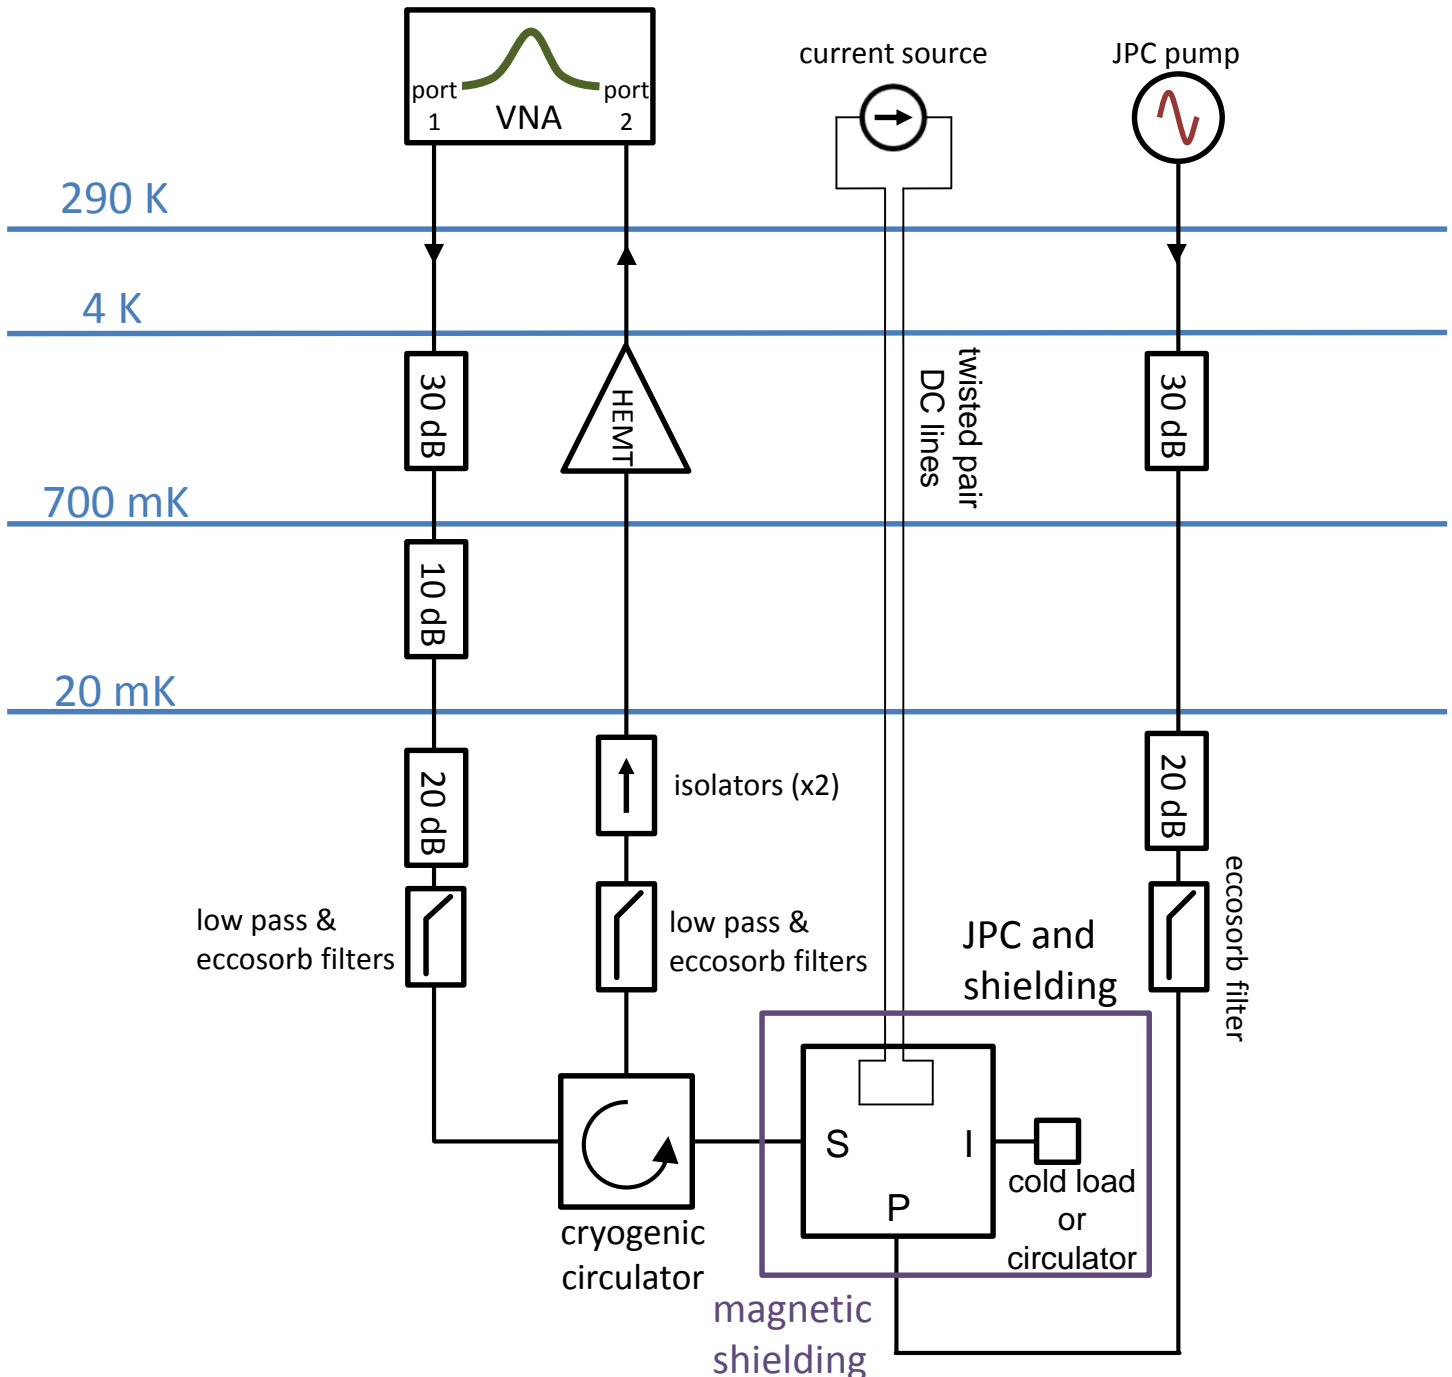 current source
JPC pump
port
1
VNA
port
2
290 K
4 K
30 dB
HEMT
twisted pair
DC lines
30 dB
700 mK
10 dB
20 mK
20 dB
isolators (x2)
20 dB
low pass &
eccosorb filters
low pass &
eccosorb filters
JPC and
shielding
eccosorb filter
S
I
P
cold load
or
circulator
cryogenic
circulator
magnetic
shielding